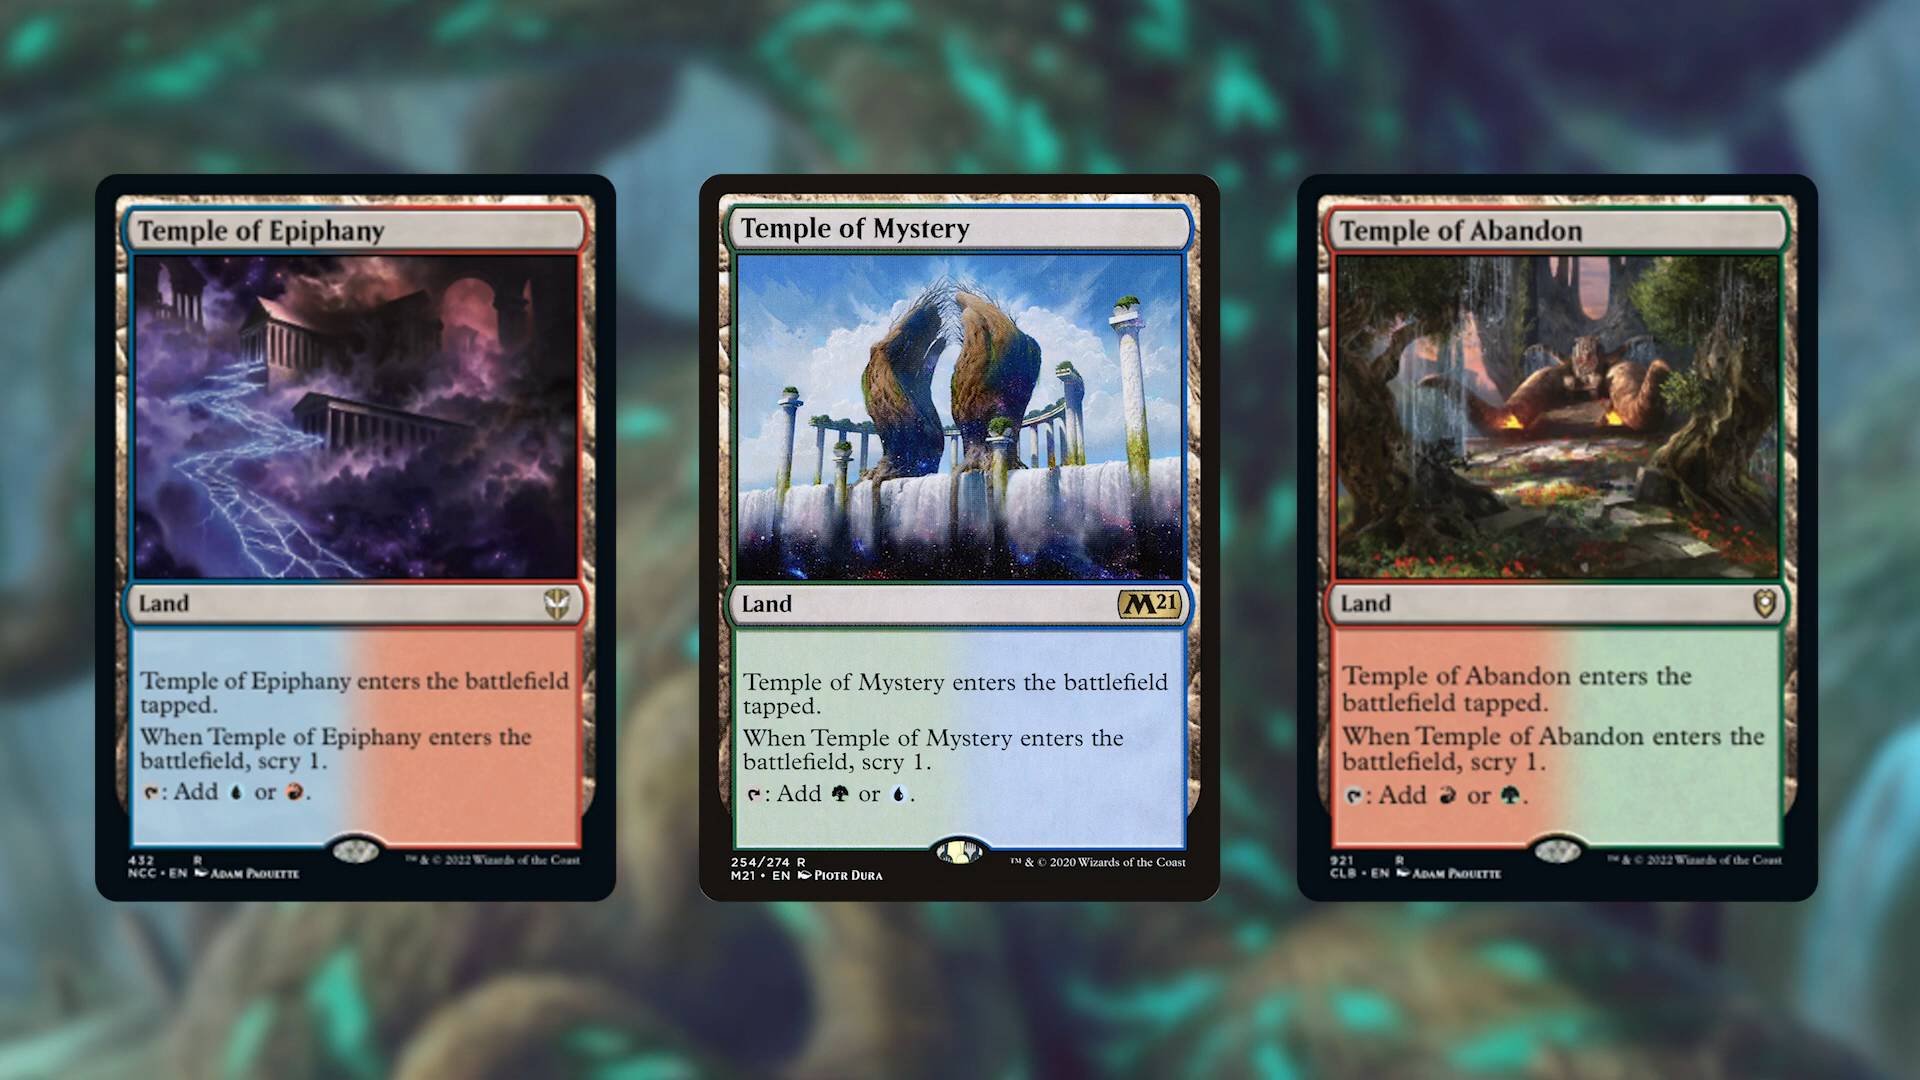 Temple of Epiphany
Land
Temple of Epiphany enters the battlefield
tapped.
When Temple of Epiphany enters the
battlefield, scry 1.
: Add or .
432 R
NCC • EN ADAM PAQUETTE
™ & © 2022 Wizards of the Coast
Temple of Mystery
Land
M21
Temple of Mystery enters the battlefield
tapped.
When Temple of Mystery enters the
battlefield, scry 1.
: Add or .
254/274 R
M21 • EN PIOTR DURA
™ & © 2020 Wizards of the Coast
Temple of Abandon
Land
Temple of Abandon enters the
battlefield tapped.
When Temple of Abandon enters the
battlefield, scry 1.
: Add or .
921 R
CLB • EN ADAM PAQUETTE
™ & © 2022 Wizards of the Coast